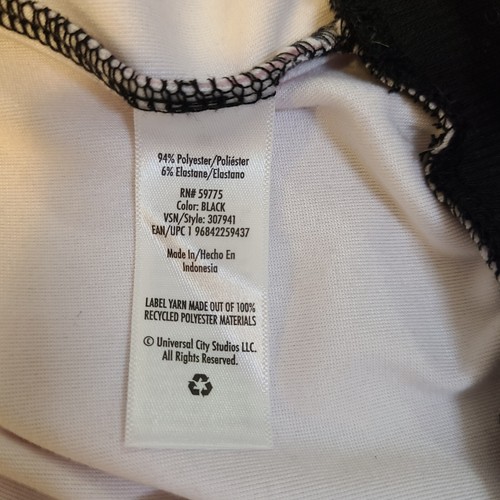 94% Polyester/Poliéster
6% Elastane/Elastano
RN# 59775
Color: BLACK
VSN/Style: 307941
EAN/UPC 1 96842259437
Made In/Hecho En
Indonesia
LABEL YARN MADE OUT OF 100%
RECYCLED POLYESTER MATERIALS
© Universal City Studios LLC.
All Rights Reserved.